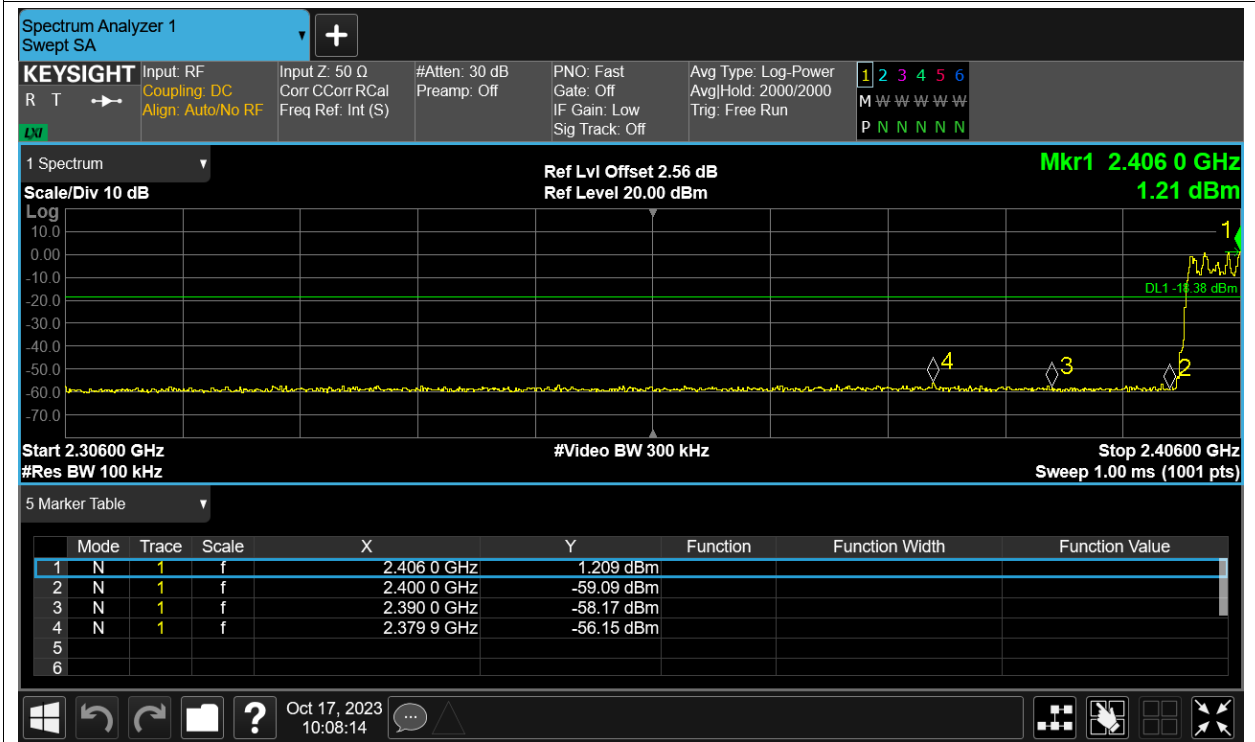 Spectrum Analyzer 1
Swept SA
KEYSIGHT
R T
LXI
Input: RF
Coupling: DC
Align: Auto/No RF
Input Z: 50 Ω
Corr CCorr RCal
Freq Ref: Int (S)
#Atten: 30 dB
Preamp: Off
PNO: Fast
Gate: Off
IF Gain: Low
Sig Track: Off
Avg Type: Log-Power
Avg|Hold: 2000/2000
Trig: Free Run
1 2 3 4 5 6
M W W W W W
P N N N N N
1 Spectrum
Scale/Div 10 dB
Ref Lvl Offset 2.56 dB
Ref Level 20.00 dBm
Mkr1 2.406 0 GHz
1.21 dBm
Log
10.0
0.00
-10.0
-20.0
-30.0
-40.0
-50.0
-60.0
-70.0
1
DL1 -18.38 dBm
4
3
2
Start 2.30600 GHz
#Video BW 300 kHz
Stop 2.40600 GHz
#Res BW 100 kHz
Sweep 1.00 ms (1001 pts)
5 Marker Table
Mode Trace Scale X Y Function Function Width Function Value
1 N 1 f 2.406 0 GHz 1.209 dBm
2 N 1 f 2.400 0 GHz -59.09 dBm
3 N 1 f 2.390 0 GHz -58.17 dBm
4 N 1 f 2.379 9 GHz -56.15 dBm
5
6
?
Oct 17, 2023
10:08:14